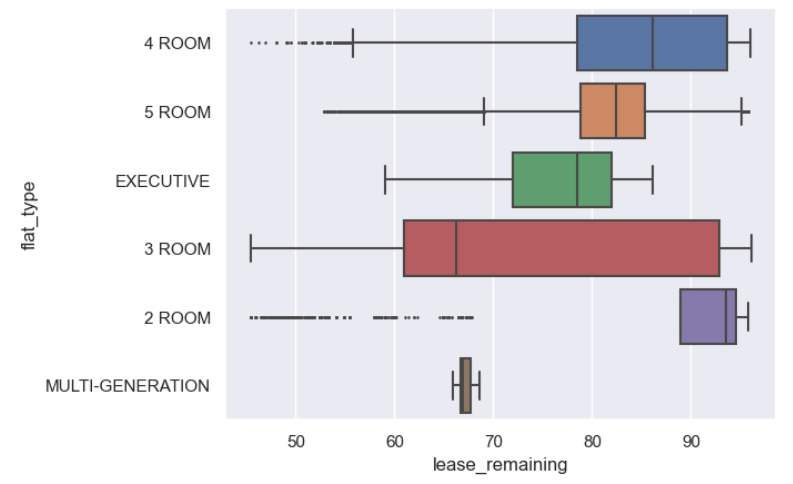 4 ROOM
5 ROOM
EXECUTIVE
3 ROOM
2 ROOM
MULTI-GENERATION
flat_type
50 60 70 80 90
lease_remaining